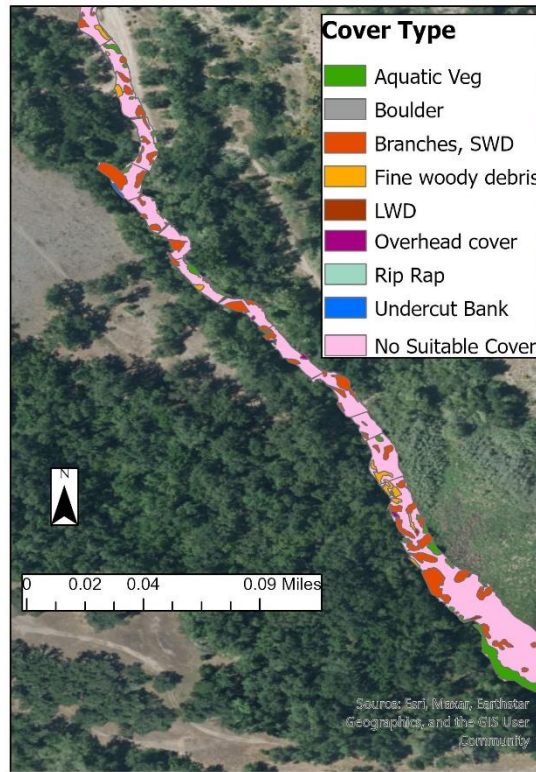 Cover Type
Aquatic Veg
Boulder
Branches, SWD
Fine woody debris
LWD
Overhead cover
Rip Rap
Undercut Bank
No Suitable Cover
N
0 0.02 0.04 0.09 Miles
Source: Esri, Maxar, Earthstar
Geographics, and the GIS User
Community